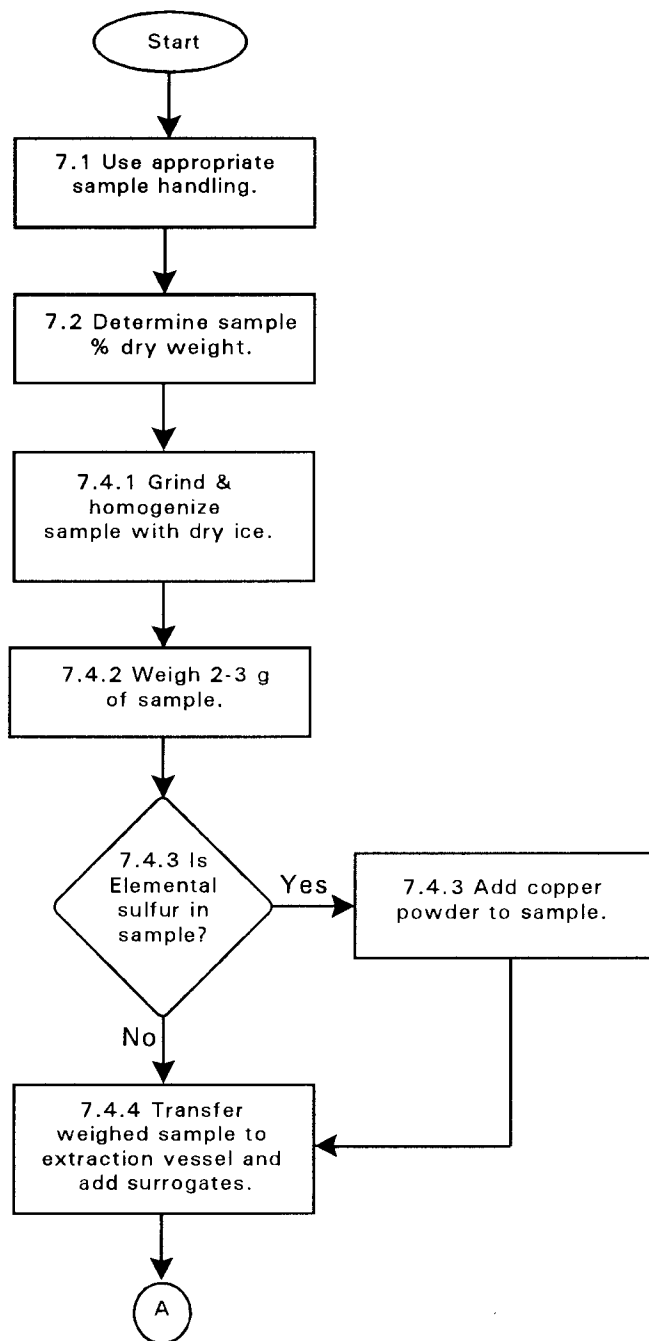 Start
7.1 Use appropriate
sample handling.
7.2 Determine sample
% dry weight.
7.4.1 Grind &
homogenize
sample with dry ice.
7.4.2 Weigh 2-3 g
of sample.
7.4.3 Is
Elemental
sulfur in
sample?
Yes
7.4.3 Add copper
powder to sample.
No
7.4.4 Transfer
weighed sample to
extraction vessel and
add surrogates.
A